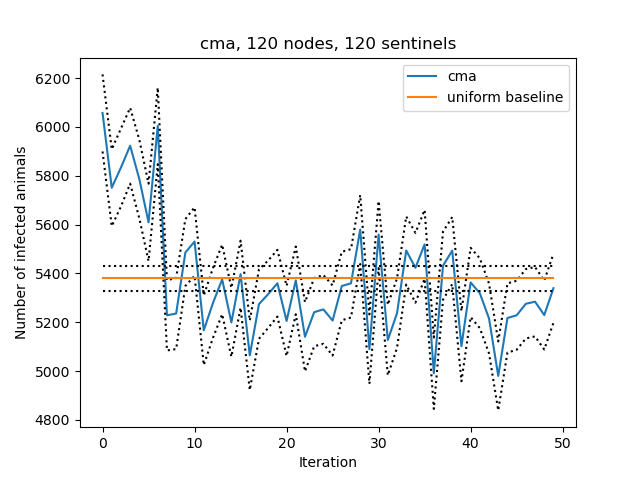 cma, 120 nodes, 120 sentinels
cma
uniform baseline
Number of infected animals
6200
6000
5800
5600
5400
5200
5000
4800
0 10 20 30 40 50
Iteration